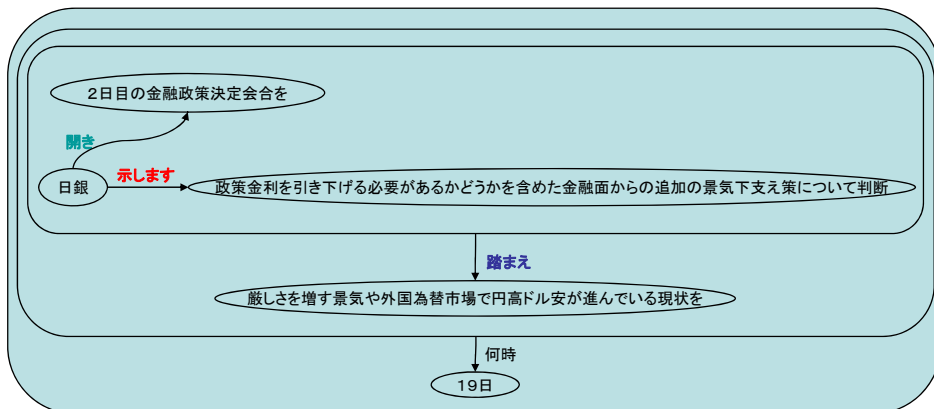 2日目の金融政策決定会合を
開き
日銀
示します
政策金利を引き下げる必要があるかどうかを含めた金融面からの追加の景気下支え策について判断
踏まえ
厳しさを増す景気や外国為替市場で円高ドル安が進んでいる現状を
何時
19日